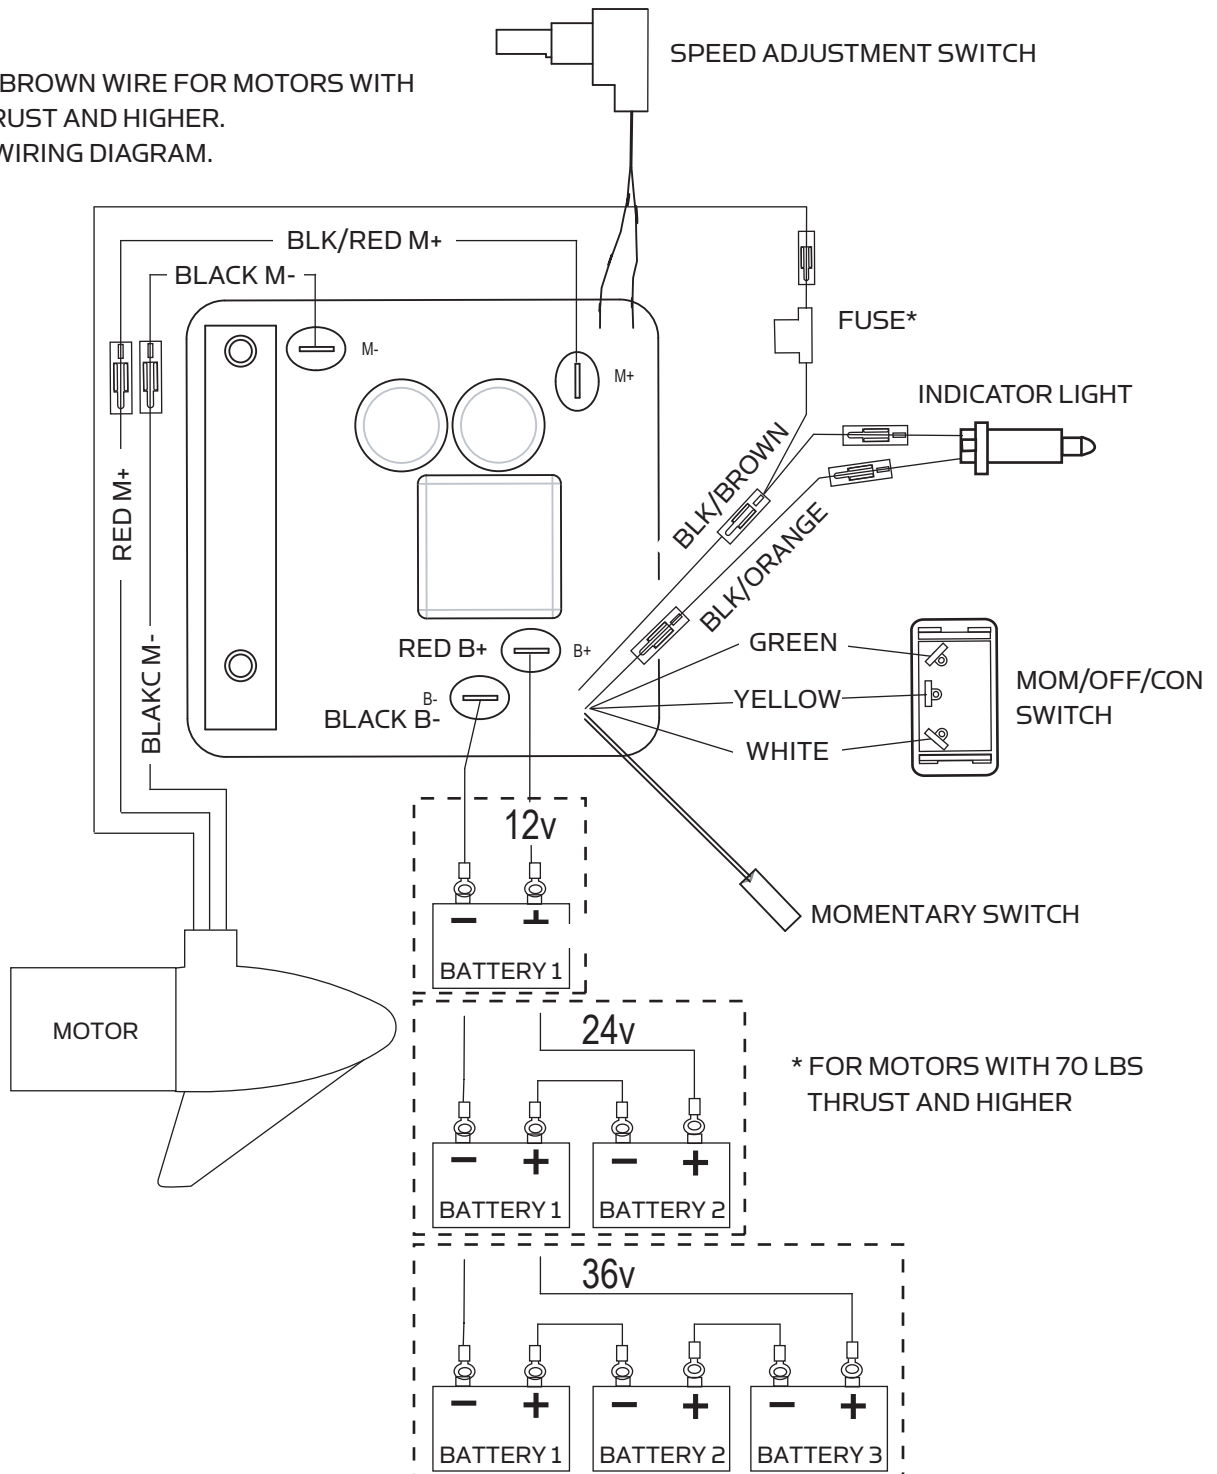 SPEED ADJUSTMENT SWITCH
BROWN WIRE FOR MOTORS WITH
RUST AND HIGHER.
WIRING DIAGRAM.
BLK/RED M+
BLACK M-
M-
M+
FUSE*
INDICATOR LIGHT
BLK/BROWN
BLK/ORANGE
RED M+
BLAKC M-
RED B+
B+
B-
BLACK B-
GREEN
YELLOW
WHITE
MOM/OFF/CON
SWITCH
12v
MOMENTARY SWITCH
BATTERY 1
MOTOR
24v
* FOR MOTORS WITH 70 LBS
THRUST AND HIGHER
BATTERY 1
BATTERY 2
36v
BATTERY 1
BATTERY 2
BATTERY 3